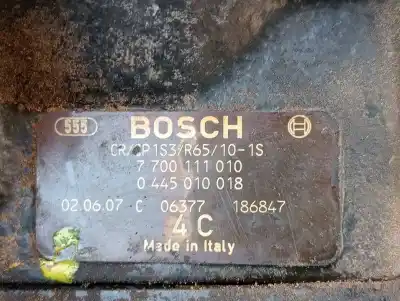 555 BOSCH
CR/CP1S3/R65/10-1S
7 700 111 010
0 445 010 018
02.06.07 C 06377 186847
4 C
Made in Italy